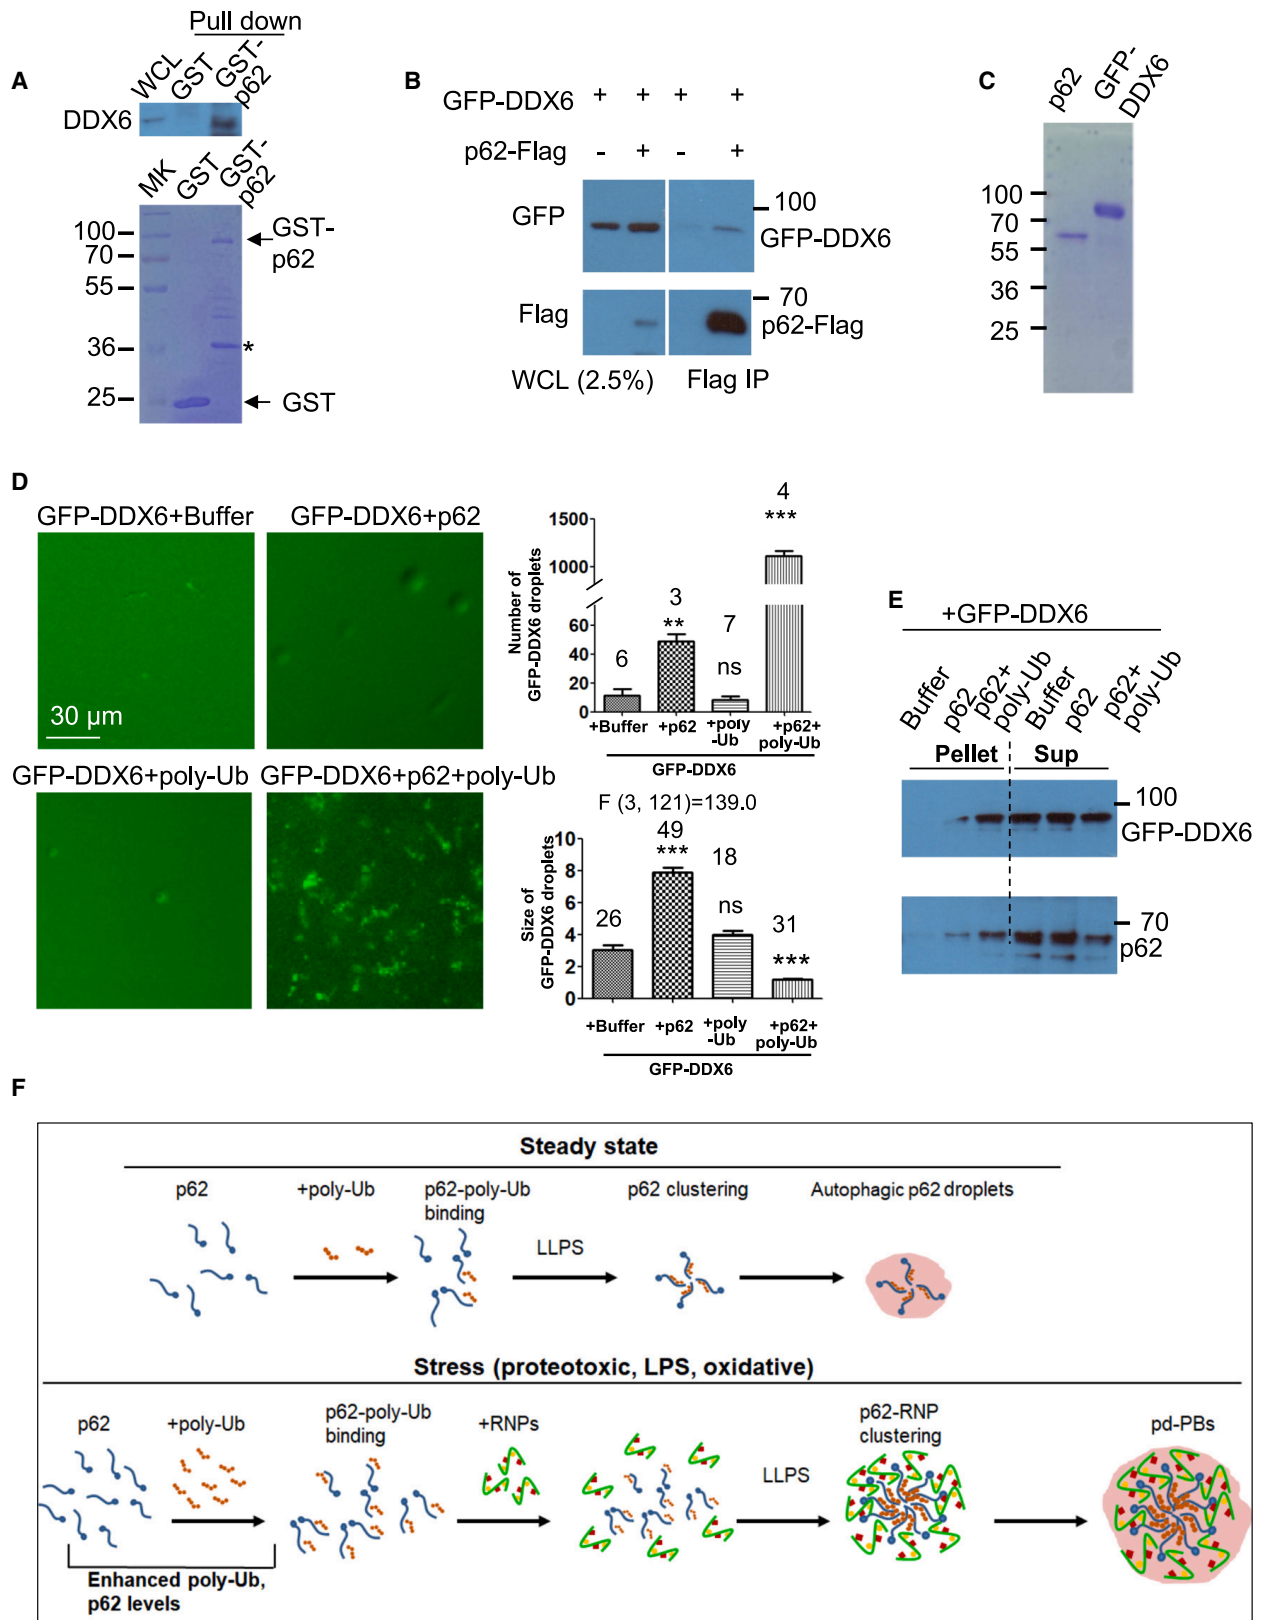 A
Pull down
WCL
GST
GST-
p62
DDX6
MK
GST
GST-
p62
100
70
55
36
25
GST-
p62
*
GST
B
GFP-DDX6 + + + +
p62-Flag - + - +
GFP
100
GFP-DDX6
Flag
70
p62-Flag
WCL (2.5%) Flag IP
C
p62
GFP-
DDX6
100
70
55
36
25
D
GFP-DDX6+Buffer GFP-DDX6+p62
30 µm
GFP-DDX6+poly-Ub GFP-DDX6+p62+poly-Ub
Number of
GFP-DDX6 droplets
1500
1000
60
40
20
0
6
3
**
7
ns
4
***
+Buffer +p62 +poly
-Ub +p62+
poly-Ub
GFP-DDX6
F (3, 121)=139.0
Size of
GFP-DDX6 droplets
10
8
6
4
2
0
26
49
***
18
ns
31
***
+Buffer +p62 +poly
-Ub +p62+
poly-Ub
GFP-DDX6
E
+GFP-DDX6
Buffer
p62
p62+
poly-Ub
Buffer
p62
p62+
poly-Ub
Pellet Sup
100
GFP-DDX6
70
p62
F
Steady state
p62 +poly-Ub p62-poly-Ub
binding
LLPS
p62 clustering Autophagic p62 droplets
Stress (proteotoxic, LPS, oxidative)
p62 +poly-Ub p62-poly-Ub
binding
+RNPs
LLPS
p62-RNP
clustering
pd-PBs
Enhanced poly-Ub,
p62 levels